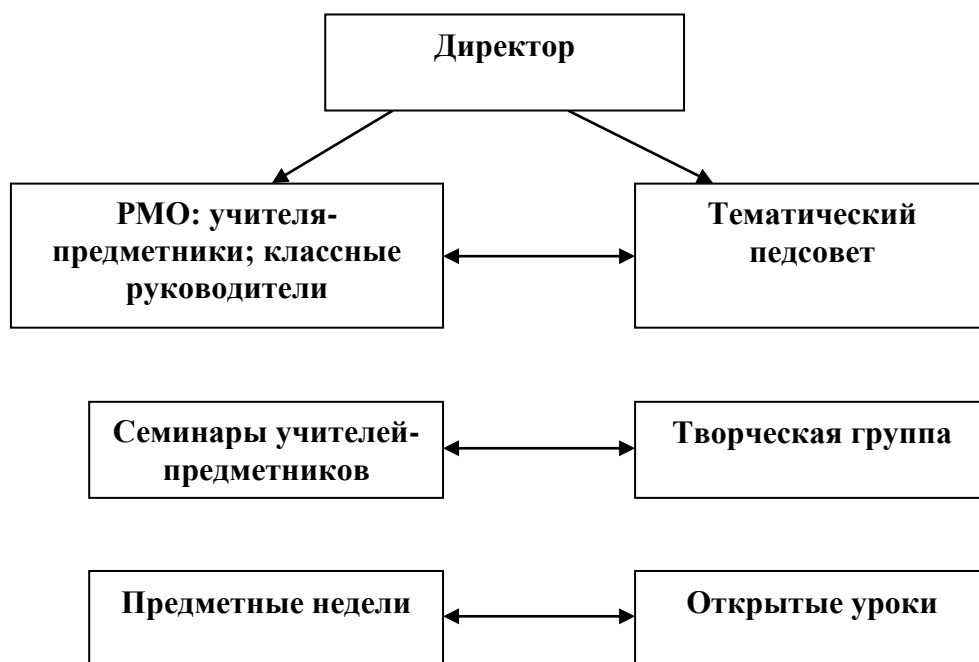 Директор
РМО: учителя-
предметники; классные
руководители
Тематический
педсовет
Семинары учителей-
предметников
Творческая группа
Предметные недели
Открытые уроки